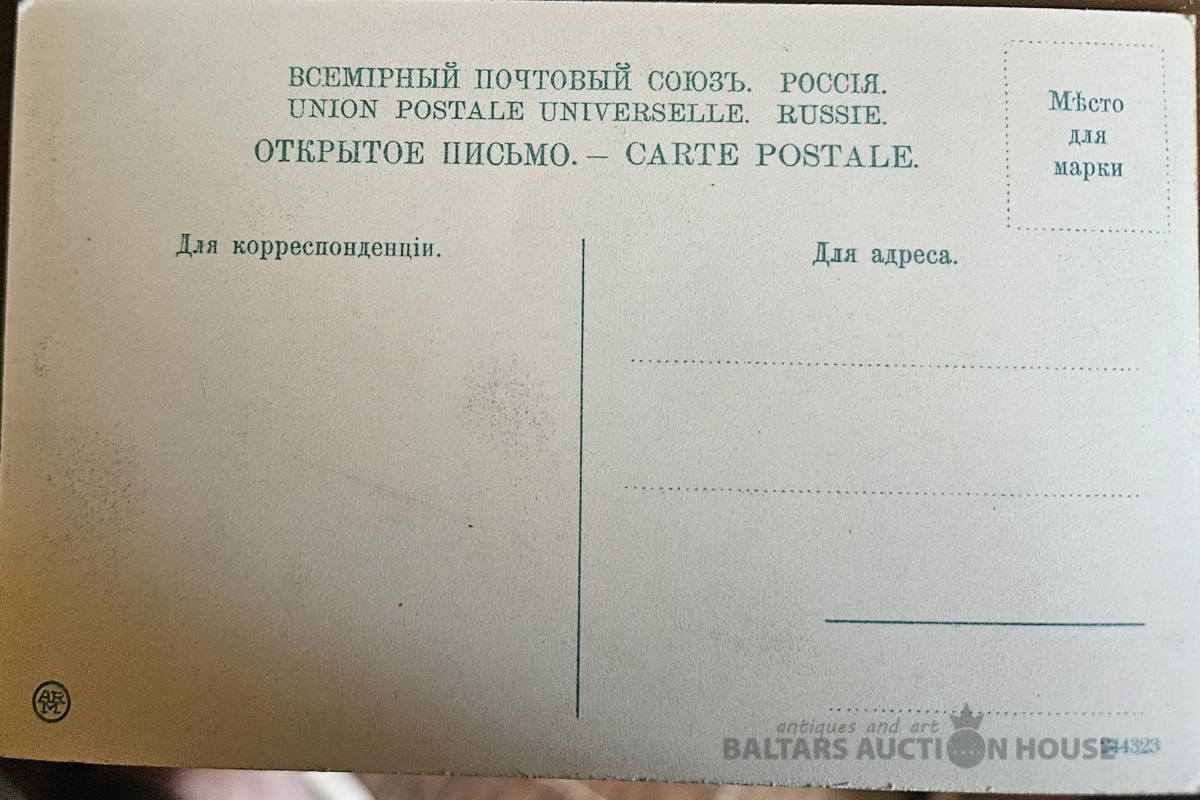 ВСЕМІРНЫЙ ПОЧТОВЫЙ СОЮЗЪ. РОССІЯ.
UNION POSTALE UNIVERSELLE. RUSSIE.
ОТКРЫТОЕ ПИСЬМО. — CARTE POSTALE.
Мѣсто
для
марки
Для корреспонденціи.
Для адреса.
antiques and art
BALTARS AUCTION HOUSE